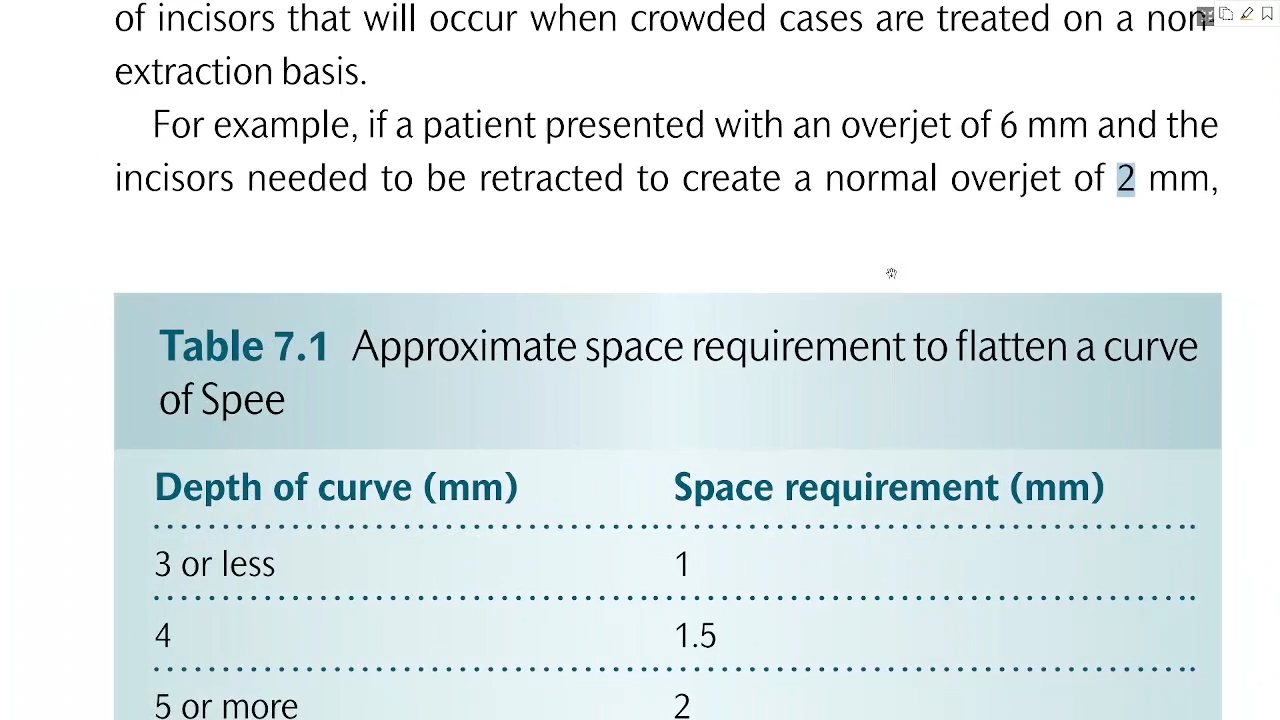 of incisors that will occur when crowded cases are treated on a non-
extraction basis.
For example, if a patient presented with an overjet of 6 mm and the
incisors needed to be retracted to create a normal overjet of 2 mm,
Table 7.1 Approximate space requirement to flatten a curve
of Spee
Depth of curve (mm) Space requirement (mm)
3 or less 1
4 1.5
5 or more 2